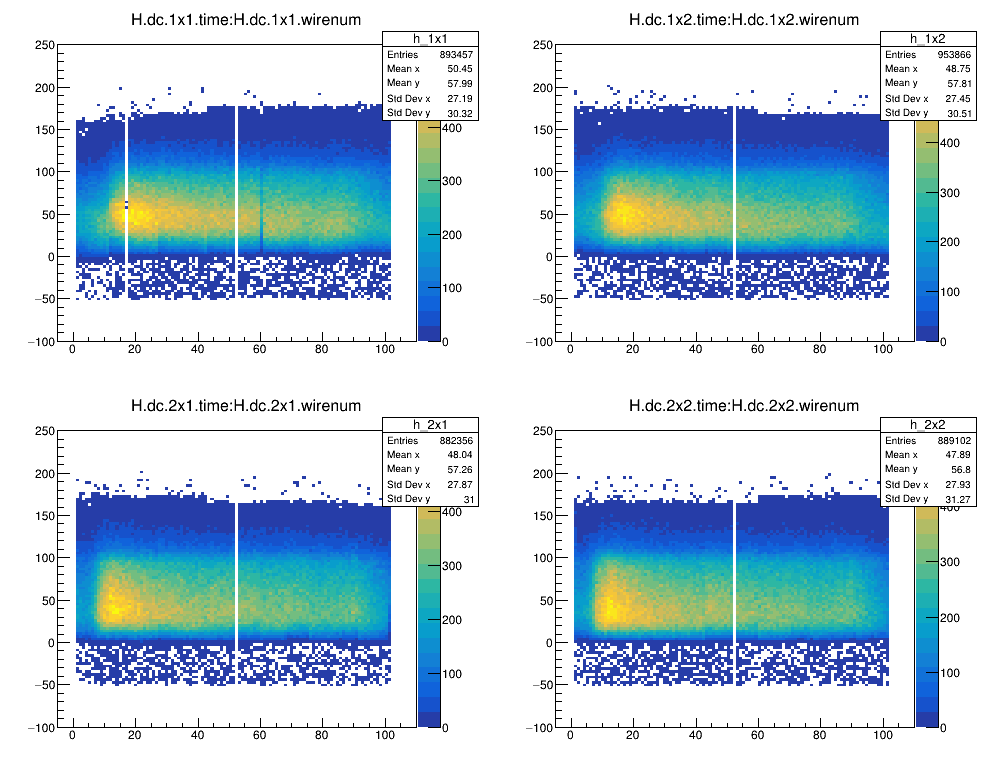 H.dc.1x1.time:H.dc.1x1.wirenum
h_1x1
Entries 893457
Mean x 50.45
Mean y 57.99
Std Dev x 27.19
Std Dev y 30.32
250
200
150
100
50
0
−50
−100
0 20 40 60 80 100
400
300
200
100
0
H.dc.1x2.time:H.dc.1x2.wirenum
h_1x2
Entries 953866
Mean x 48.75
Mean y 57.81
Std Dev x 27.45
Std Dev y 30.51
250
200
150
100
50
0
−50
−100
0 20 40 60 80 100
400
300
200
100
0
H.dc.2x1.time:H.dc.2x1.wirenum
h_2x1
Entries 882356
Mean x 48.04
Mean y 57.26
Std Dev x 27.87
Std Dev y 31
250
200
150
100
50
0
−50
−100
0 20 40 60 80 100
400
300
200
100
0
H.dc.2x2.time:H.dc.2x2.wirenum
h_2x2
Entries 889102
Mean x 47.89
Mean y 56.8
Std Dev x 27.93
Std Dev y 31.27
250
200
150
100
50
0
−50
−100
0 20 40 60 80 100
400
300
200
100
0